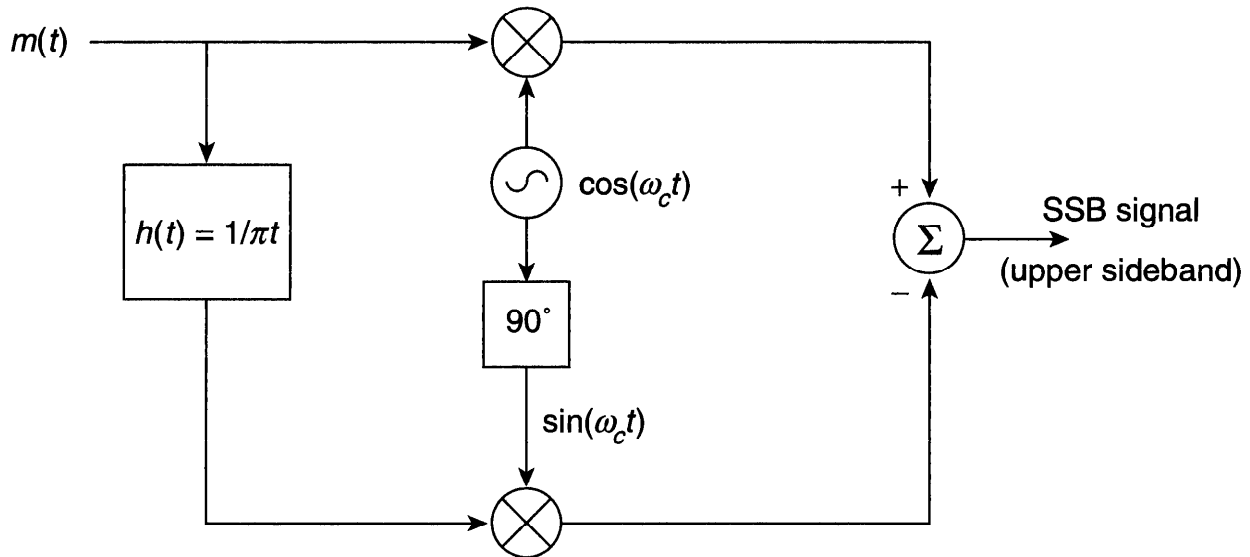 m(t)
h(t) = 1/πt
cos(ω_c t)
90°
sin(ω_c t)
+
Σ
−
SSB signal
(upper sideband)